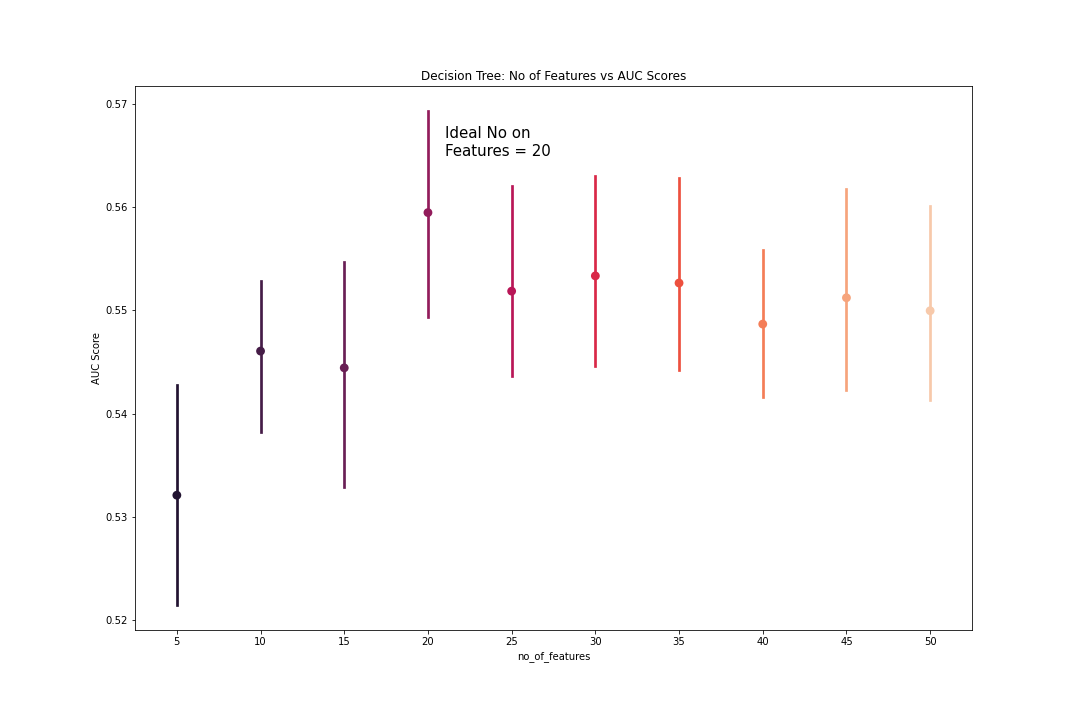 Decision Tree: No of Features vs AUC Scores
0.57
0.56
0.55
0.54
0.53
0.52
AUC Score
Ideal No on
Features = 20
5 10 15 20 25 30 35 40 45 50
no_of_features